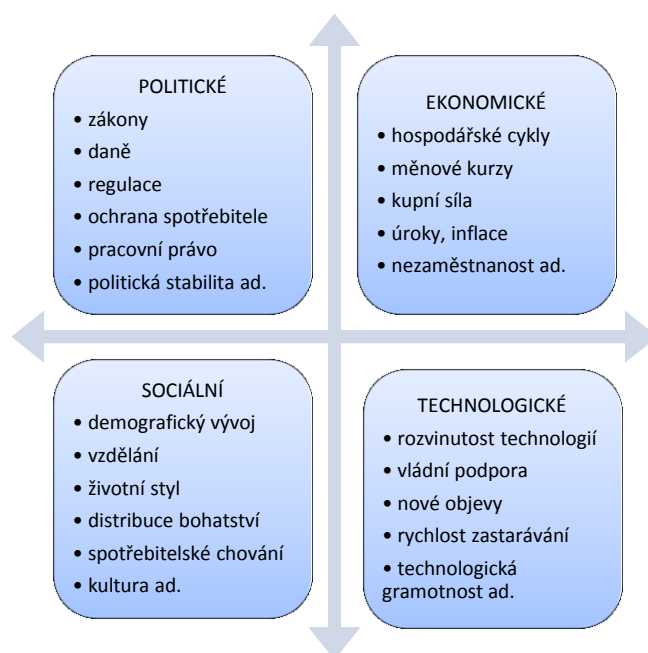 POLITICKÉ
• zákony
• daně
• regulace
• ochrana spotřebitele
• pracovní právo
• politická stabilita ad.
EKONOMICKÉ
• hospodářské cykly
• měnové kurzy
• kupní síla
• úroky, inflace
• nezaměstnanost ad.
SOCIÁLNÍ
• demografický vývoj
• vzdělání
• životní styl
• distribuce bohatství
• spotřebitelské chování
• kultura ad.
TECHNOLOGICKÉ
• rozvinutost technologií
• vládní podpora
• nové objevy
• rychlost zastarávání
• technologická
gramotnost ad.